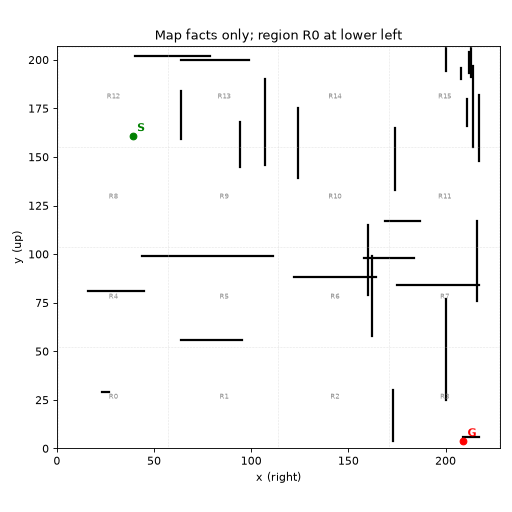 Map facts only; region R0 at lower left
200
175
150
125
100
75
50
25
0
y (up)
S
R12
R13
R14
R15
R8
R9
R10
R11
R4
R5
R6
R7
R0
R1
R2
R3
G
0
50
100
150
200
x (right)